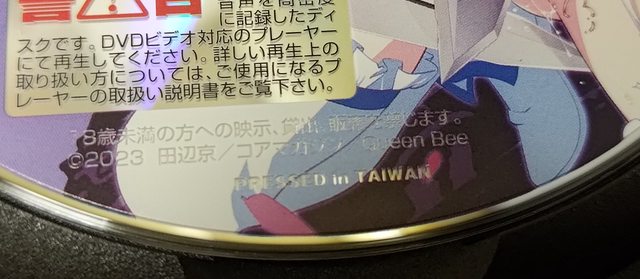 警告
音声を高密度
に記録したディ
スクです。DVDビデオ対応のプレーヤー
にて再生してください。詳しい再生上の
取り扱い方については、ご使用になるプ
レーヤーの取扱い説明書をご覧下さい。
18歳未満の方への映示、貸出、販売を禁じます。
©2023 田辺京/コアマガジン Queen Bee
PRESSED in TAIWAN